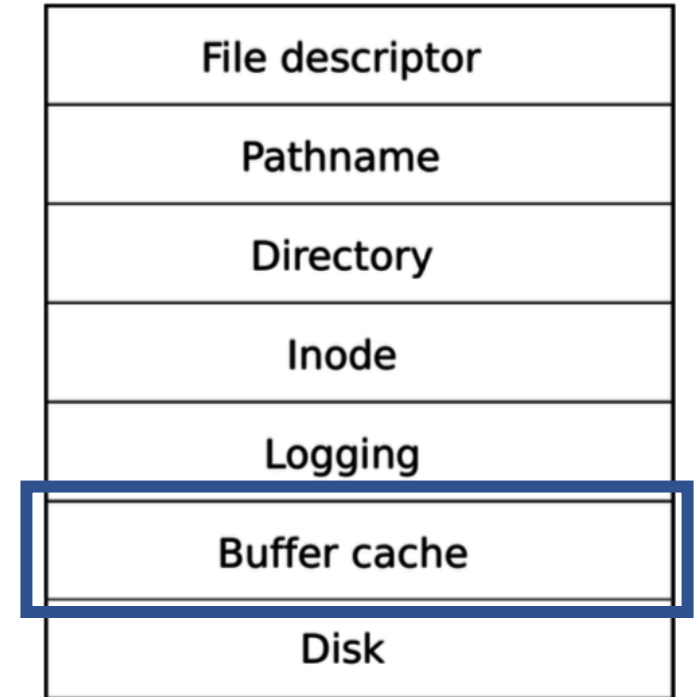 File descriptor
Pathname
Directory
Inode
Logging
Buffer cache
Disk